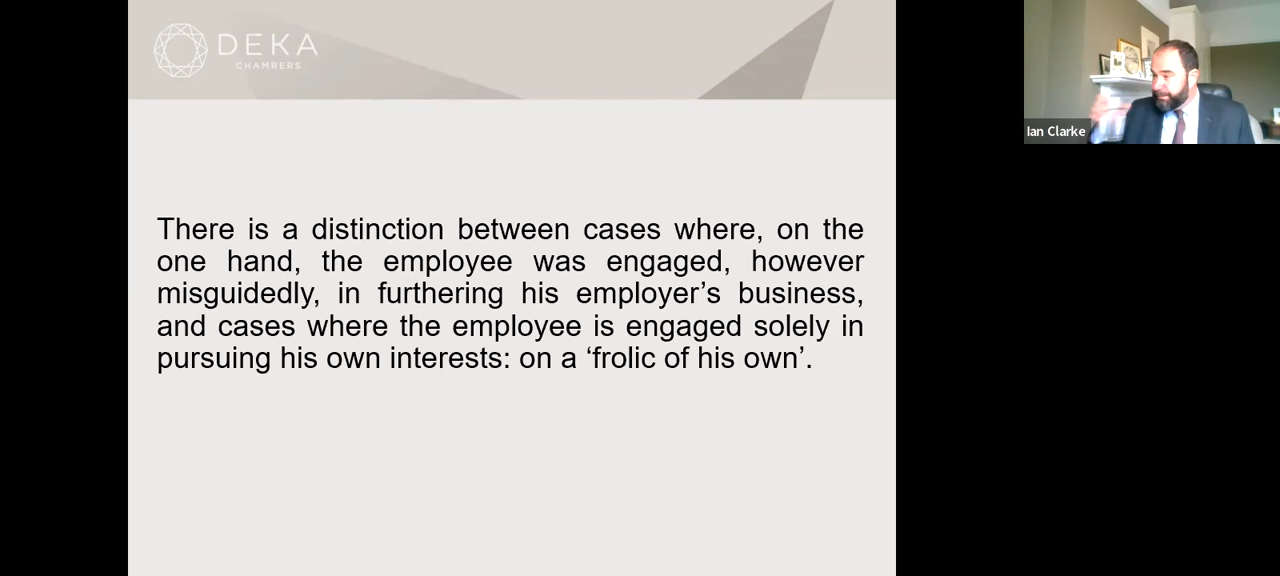 DEKA
CHAMBERS
Ian Clarke
There is a distinction between cases where, on the
one hand, the employee was engaged, however
misguidedly, in furthering his employer’s business,
and cases where the employee is engaged solely in
pursuing his own interests: on a ‘frolic of his own’.